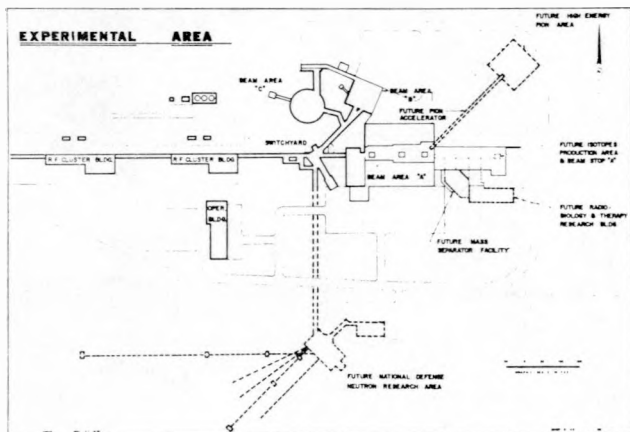 EXPERIMENTAL AREA
FUTURE HIGH ENERGY
PION AREA
BEAM AREA
"C"
BEAM AREA
"B"
FUTURE PION
ACCELERATOR
SWITCHYARD
R.F. CLUSTER BLDG.
R.F. CLUSTER BLDG.
BEAM AREA "A"
FUTURE ISOTOPES
PRODUCTION AREA
& BEAM STOP "A"
OPER.
BLDG.
FUTURE RADIO-
BIOLOGY & THERAPY
RESEARCH BLDG.
FUTURE MASS
SEPARATOR FACILITY
FUTURE NATIONAL DEFENSE
NEUTRON RESEARCH AREA